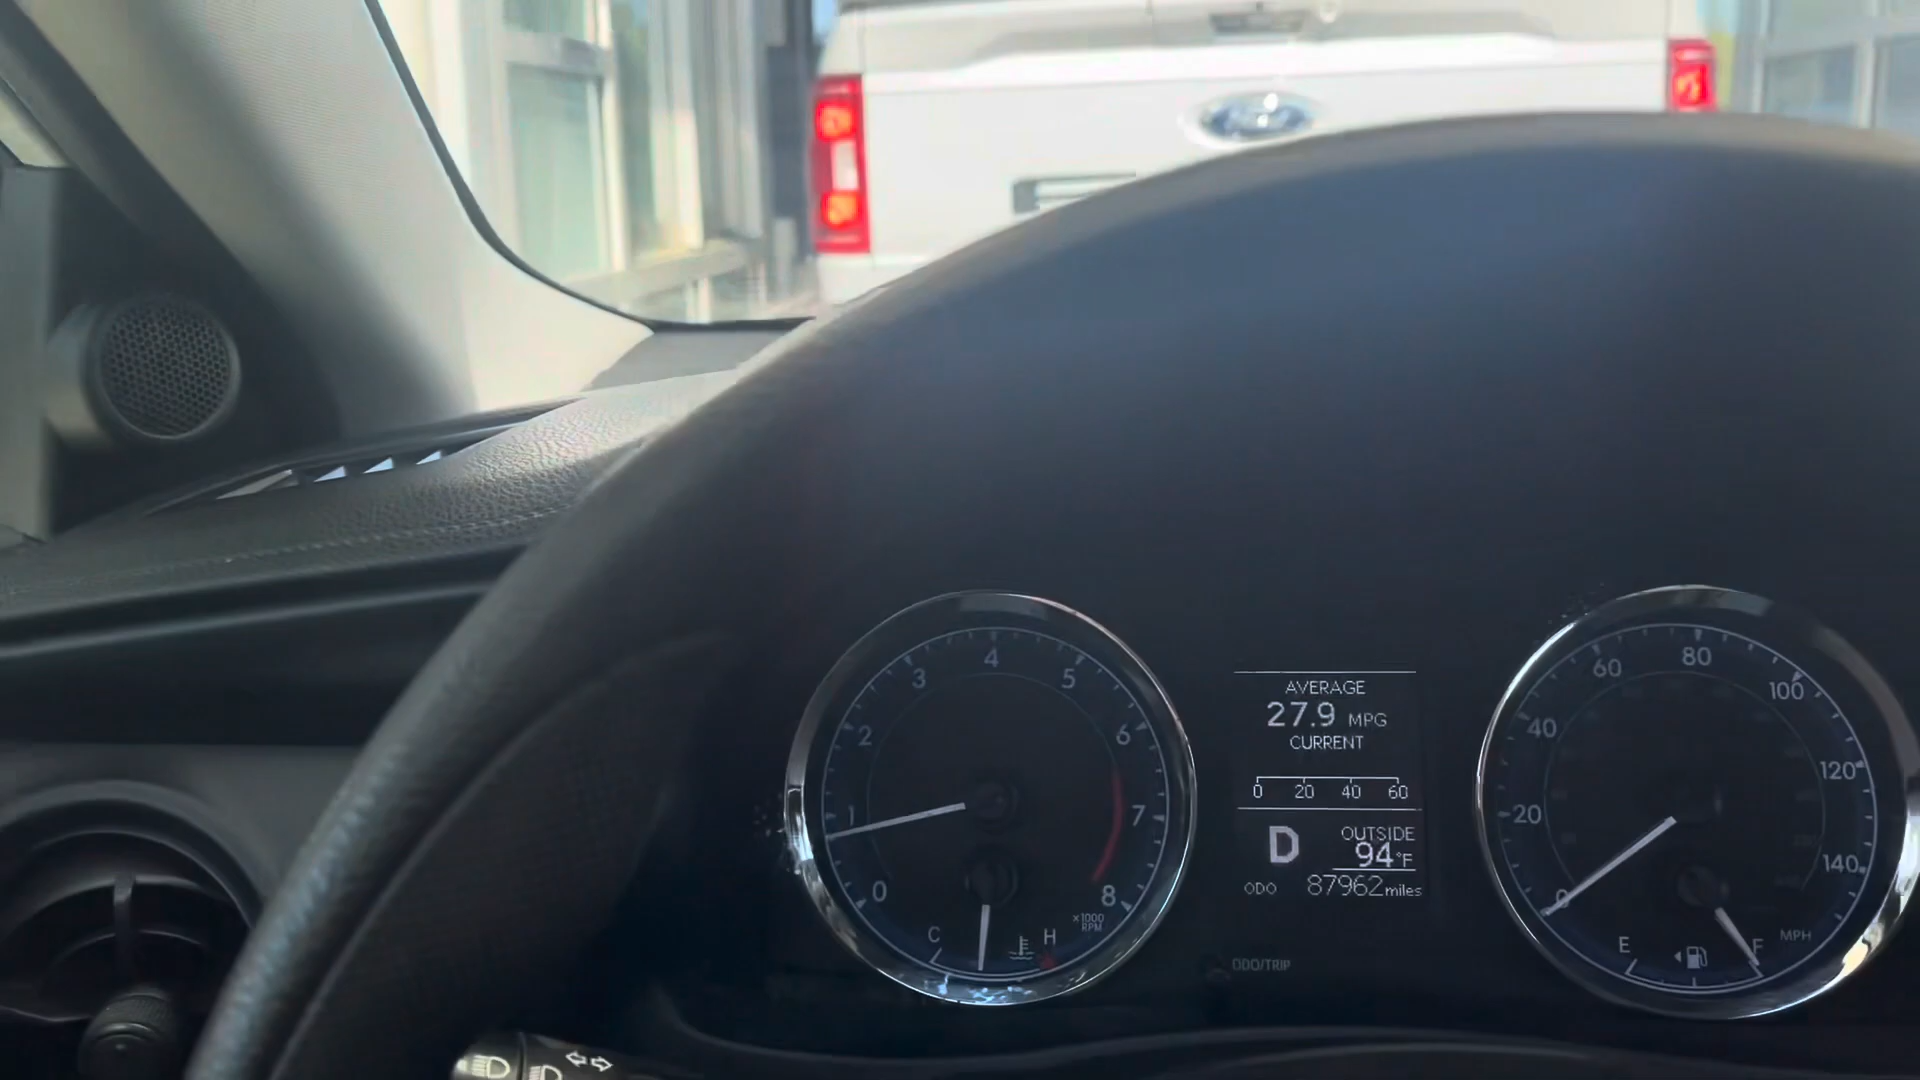 Ford
0 1 2 3 4 5 6 7 8
x1000
RPM
C H
AVERAGE
27.9 MPG
CURRENT
0 20 40 60
D OUTSIDE
94°F
ODO 87962 miles
ODO/TRIP
0 20 40 60 80 100 120 140
E F
MPH